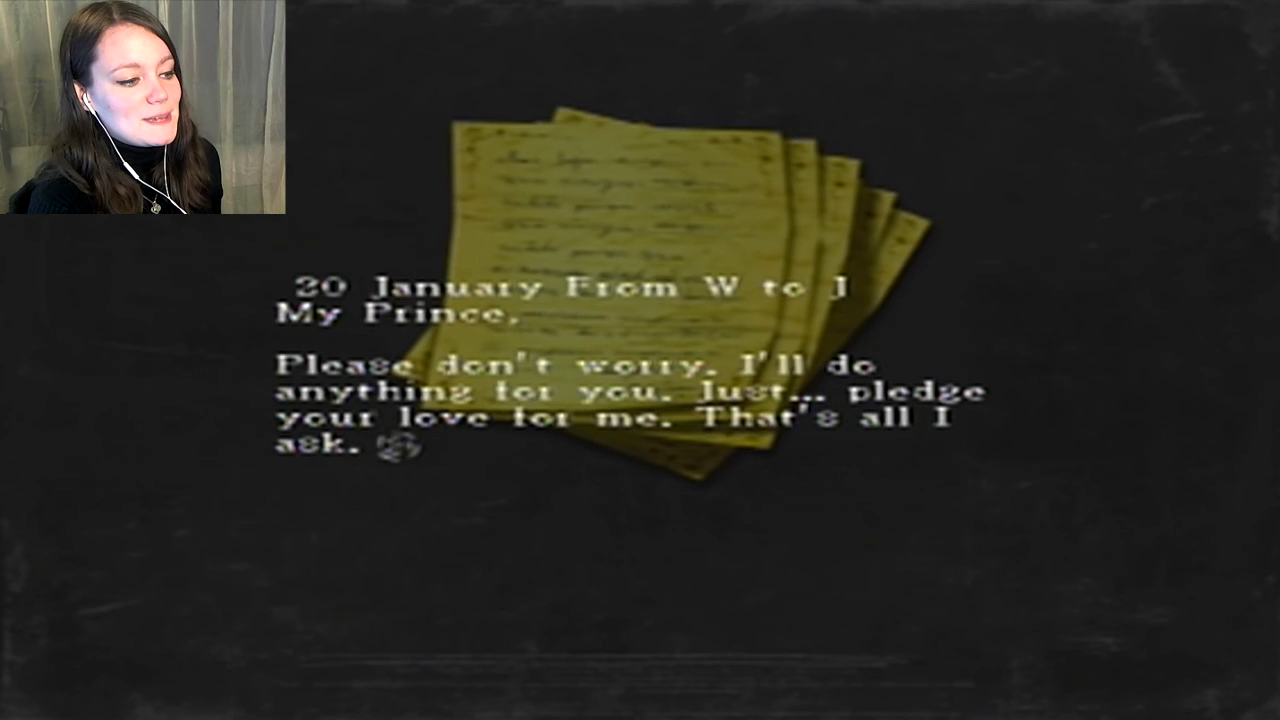 20 January From W to J
My Prince,
Please don't worry. I'll do
anything for you. Just... pledge
your love for me. That's all I
ask.